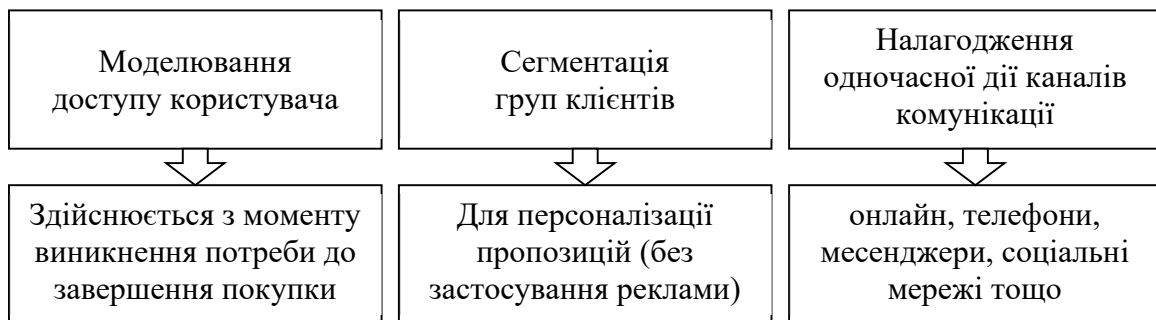 Моделювання
доступу користувача
Сегментація
груп клієнтів
Налагодження
одночасної дії каналів
комунікації
Здійснюється з моменту
виникнення потреби до
завершення покупки
Для персоналізації
пропозицій (без
застосування реклами)
онлайн, телефони,
месенджери, соціальні
мережі тощо